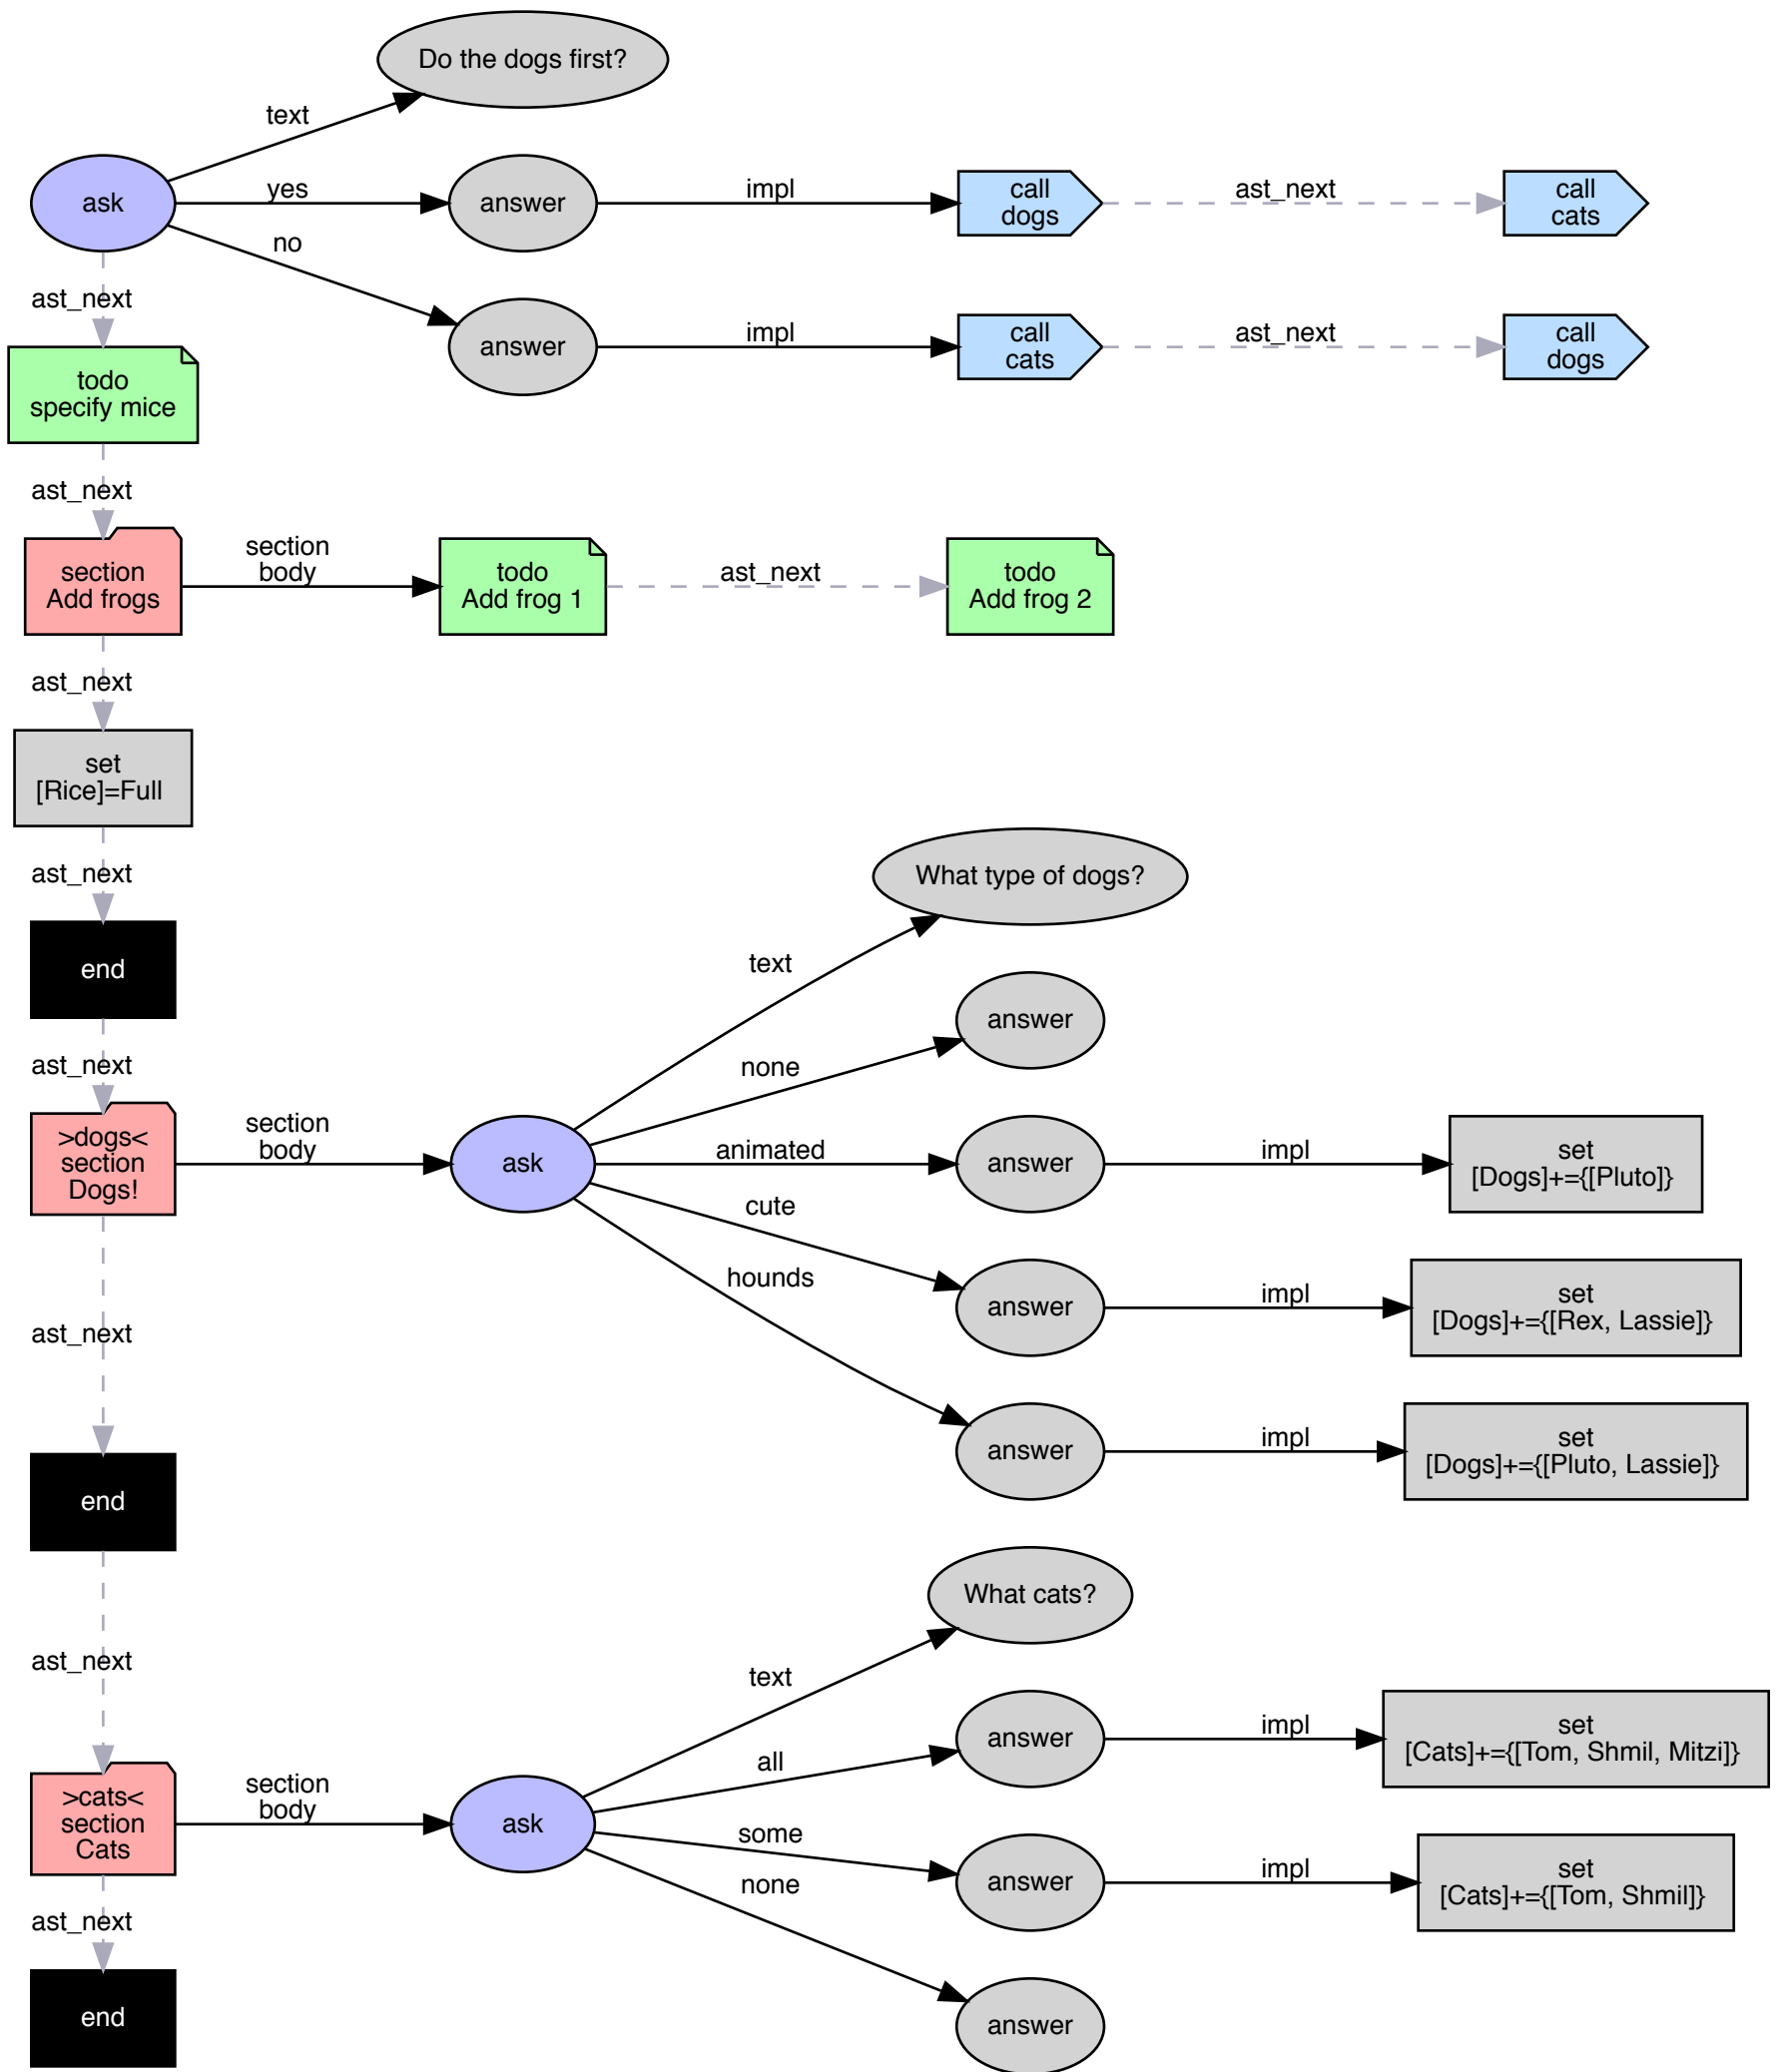 Do the dogs first?
text
ask
yes
answer
impl
call
dogs
ast_next
call
cats
no
answer
impl
call
cats
ast_next
call
dogs
ast_next
todo
specify mice
ast_next
section
Add frogs
section
body
todo
Add frog 1
ast_next
todo
Add frog 2
ast_next
set
[Rice]=Full
ast_next
end
What type of dogs?
text
none
answer
ast_next
>dogs<
section
Dogs!
section
body
ask
animated
answer
impl
set
[Dogs]+={[Pluto]}
cute
answer
impl
set
[Dogs]+={[Rex, Lassie]}
hounds
answer
impl
set
[Dogs]+={[Pluto, Lassie]}
ast_next
end
What cats?
text
ast_next
all
answer
impl
set
[Cats]+={[Tom, Shmil, Mitzi]}
>cats<
section
Cats
section
body
ask
some
answer
impl
set
[Cats]+={[Tom, Shmil]}
none
answer
ast_next
end